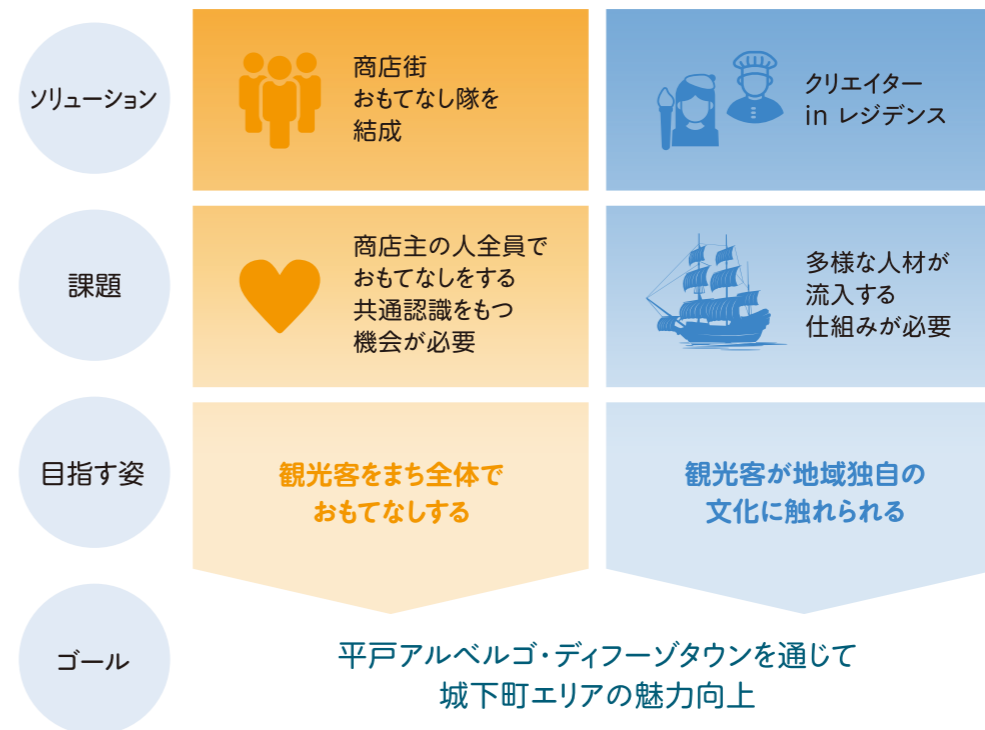 ソリューション
商店街
おもてなし隊を
結成
クリエイター
in レジデンス
課題
商店主の人全員で
おもてなしをする
共通認識をもつ
機会が必要
多様な人材が
流入する
仕組みが必要
目指す姿
観光客をまち全体で
おもてなしする
観光客が地域独自の
文化に触れられる
ゴール
平戸アルベルゴ・ディフーゾタウンを通じて
城下町エリアの魅力向上